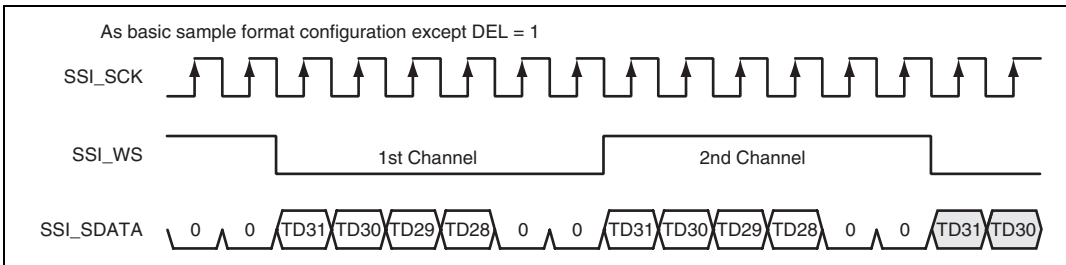 As basic sample format configuration except DEL = 1
SSI_SCK
SSI_WS 1st Channel 2nd Channel
SSI_SDATA 0 0 TD31 TD30 TD29 TD28 0 0 TD31 TD30 TD29 TD28 0 0 TD31 TD30